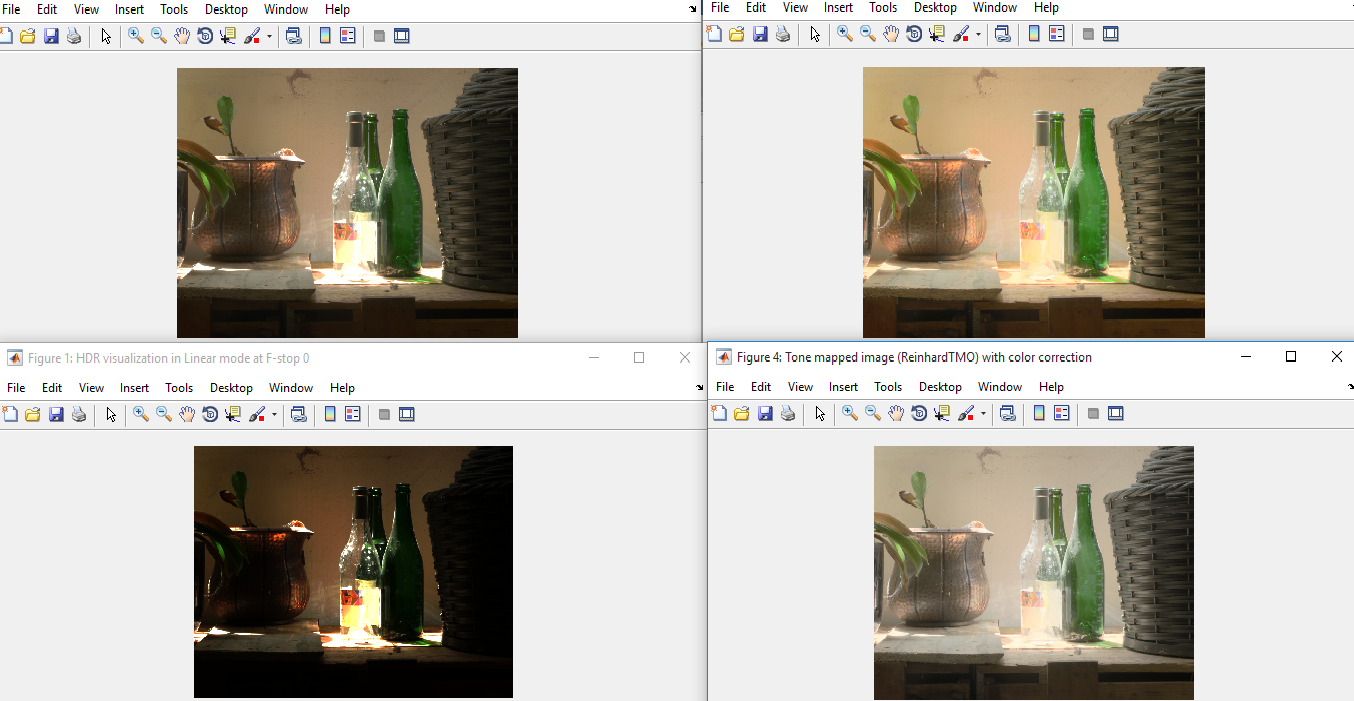 File Edit View Insert Tools Desktop Window Help
File Edit View Insert Tools Desktop Window Help
Figure 1: HDR visualization in Linear mode at F-stop 0
File Edit View Insert Tools Desktop Window Help
Figure 4: Tone mapped image (ReinhardTMO) with color correction
File Edit View Insert Tools Desktop Window Help